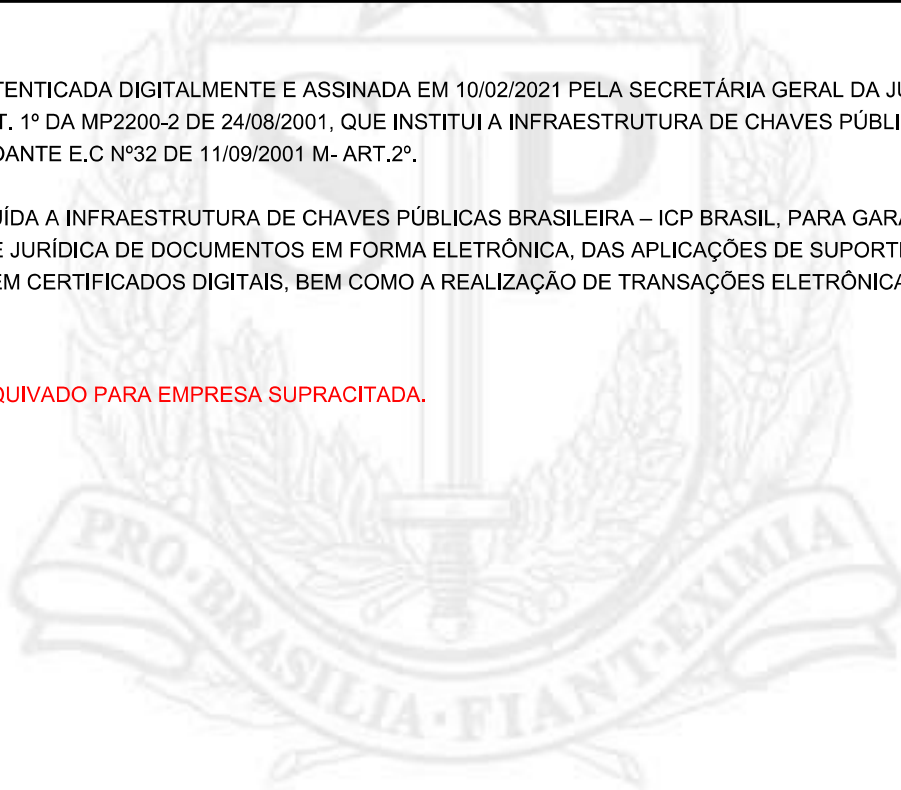 TENTICADA DIGITALMENTE E ASSINADA EM 10/02/2021 PELA SECRETÁRIA GERAL DA JU
T. 1º DA MP2200-2 DE 24/08/2001, QUE INSTITUI A INFRAESTRUTURA DE CHAVES PÚBLI
DANTE E.C Nº32 DE 11/09/2001 M- ART.2º.
UÍDA A INFRAESTRUTURA DE CHAVES PÚBLICAS BRASILEIRA – ICP BRASIL, PARA GARA
E JURÍDICA DE DOCUMENTOS EM FORMA ELETRÔNICA, DAS APLICAÇÕES DE SUPORTE
EM CERTIFICADOS DIGITAIS, BEM COMO A REALIZAÇÃO DE TRANSAÇÕES ELETRÔNICA
QUIVADO PARA EMPRESA SUPRACITADA.
SP
PRO·BRASILIA·FIANT·EXIMIA